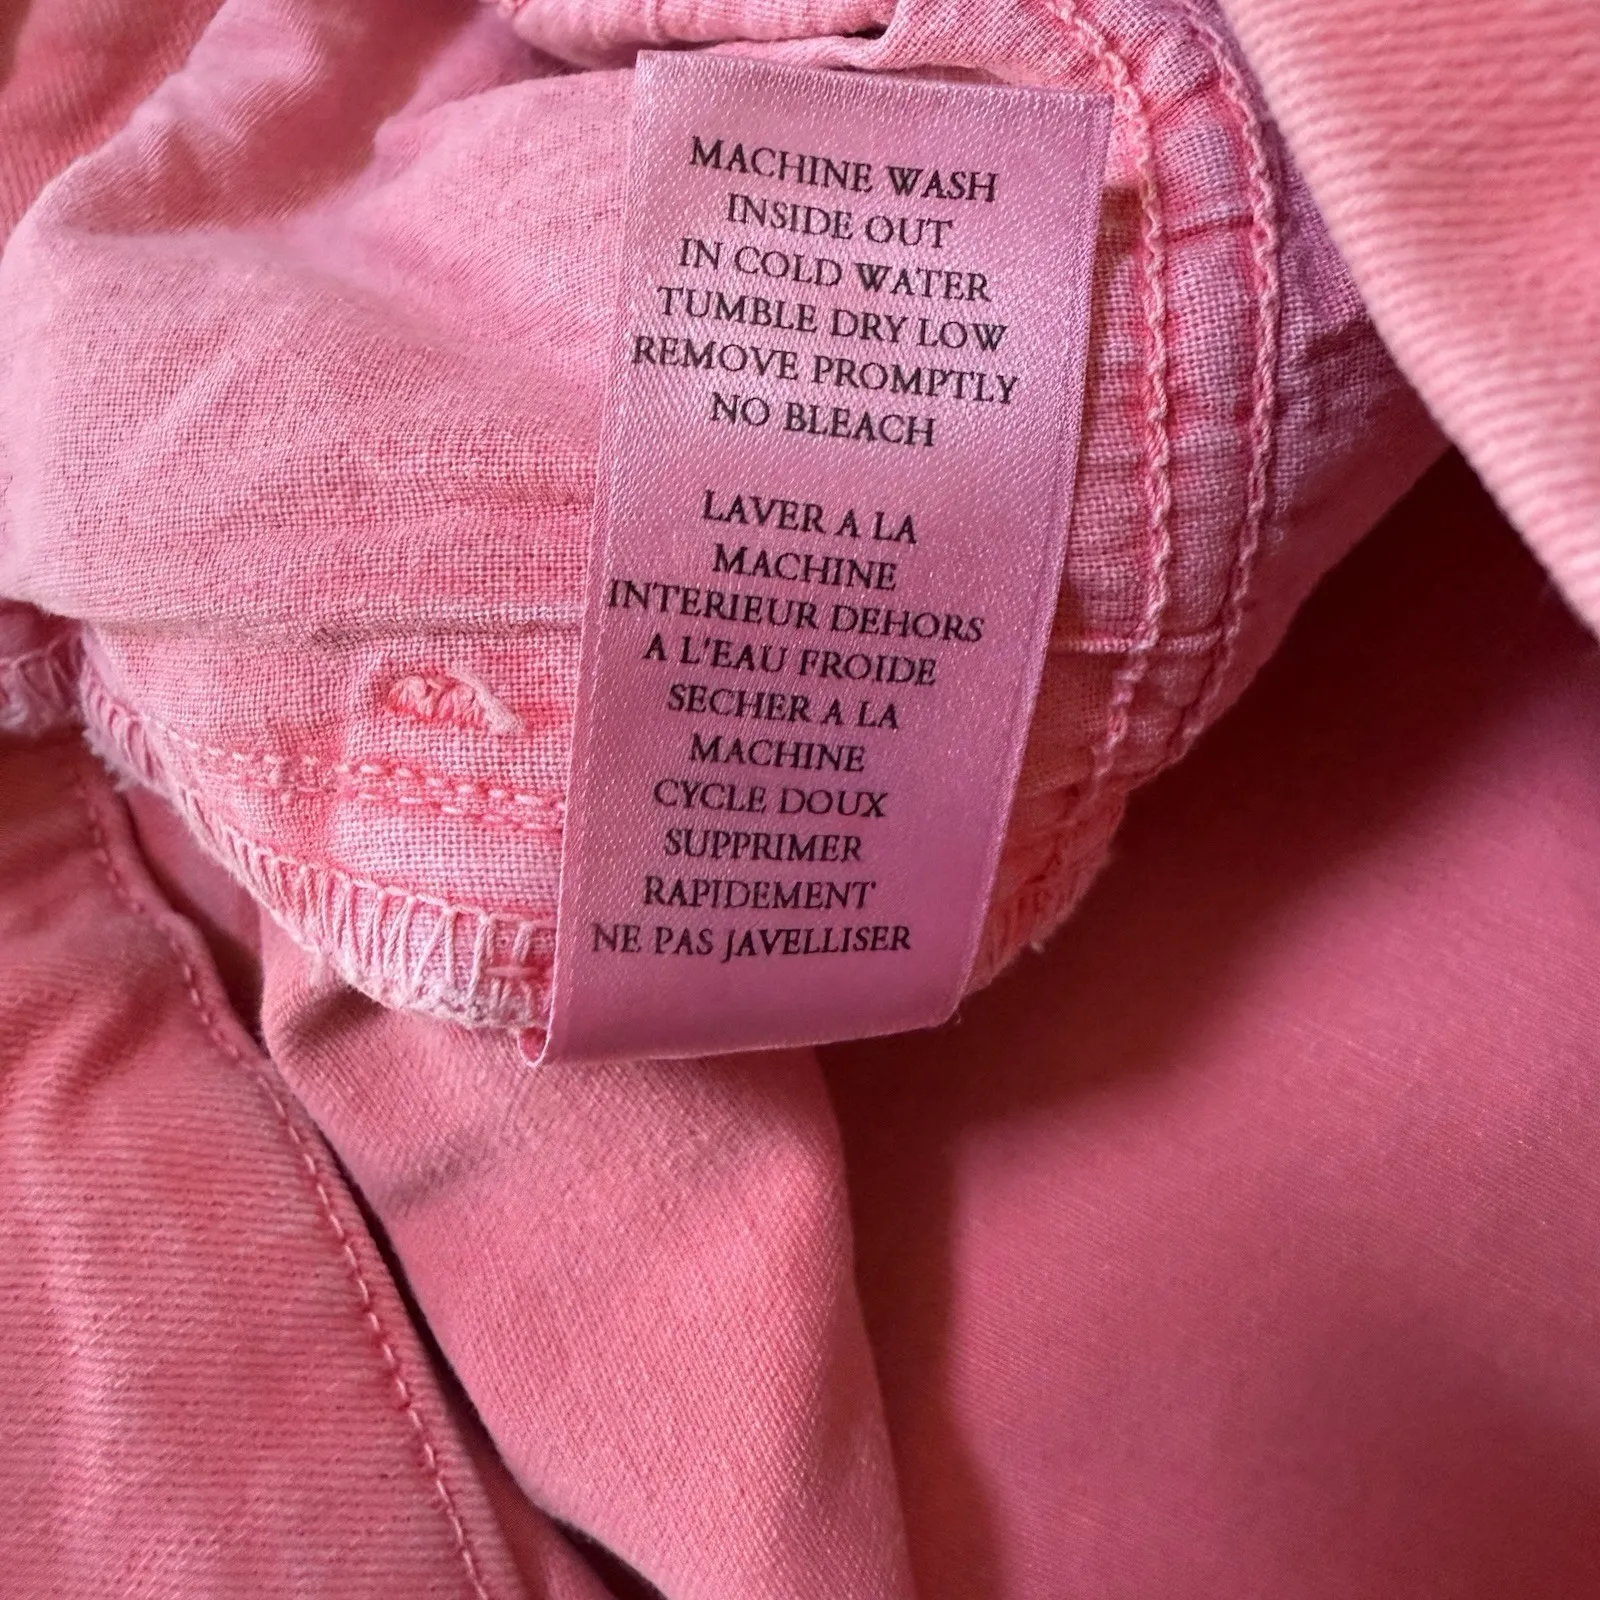 MACHINE WASH
INSIDE OUT
IN COLD WATER
TUMBLE DRY LOW
REMOVE PROMPTLY
NO BLEACH
LAVER A LA
MACHINE
INTERIEUR DEHORS
A L'EAU FROIDE
SECHER A LA
MACHINE
CYCLE DOUX
SUPPRIMER
RAPIDEMENT
NE PAS JAVELLISER